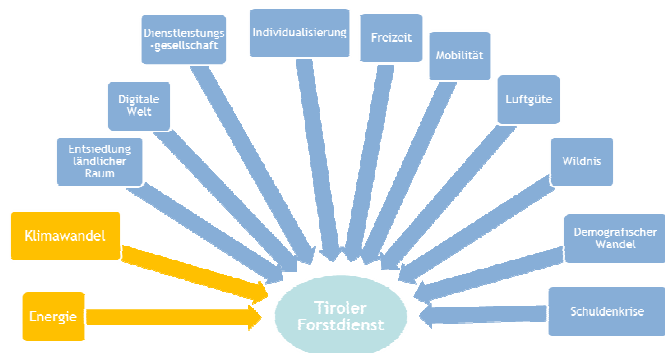 Dienstleistungs
-gesellschaft
Individualisierung
Freizeit
Mobilität
Digitale
Welt
Luftgüte
Entsiedlung
ländlicher
Raum
Wildnis
Klimawandel
Demografischer
Wandel
Energie
Tiroler
Forstdienst
Schuldenkrise